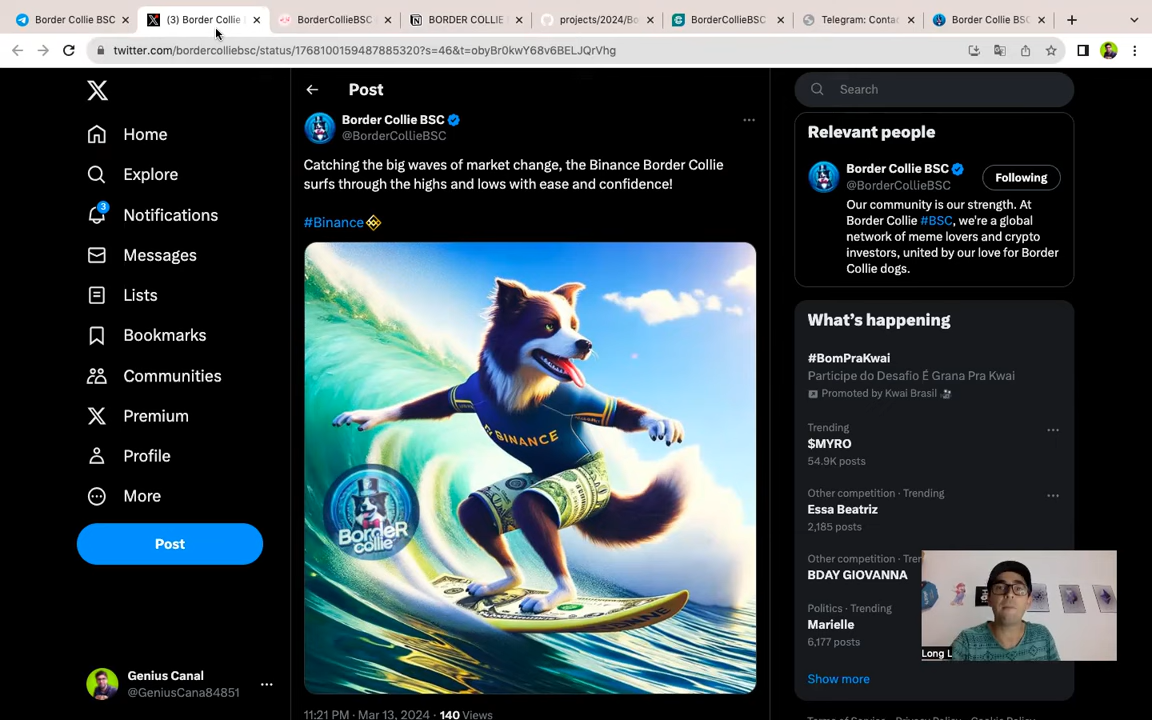 Border Collie BSC
(3) Border Collie
BorderCollieBSC
BORDER COLLIE
projects/2024/Bo
BorderCollieBSC
Telegram: Contac
Border Collie BSC
twitter.com/bordercolliebsc/status/1768100159487885320?s=46&t=obyBr0kwY68v6BELJQrVhg
Home
Explore
3
Notifications
Messages
Lists
Bookmarks
Communities
Premium
Profile
More
Post
Genius Canal
@GeniusCana84851
Post
Border Collie BSC
@BorderCollieBSC
Catching the big waves of market change, the Binance Border Collie
surfs through the highs and lows with ease and confidence!
#Binance
BINANCE
BordeR
collie
11:21 PM · Mar 13, 2024 · 140 Views
Search
Relevant people
Border Collie BSC
@BorderCollieBSC
Following
Our community is our strength. At
Border Collie #BSC, we're a global
network of meme lovers and crypto
investors, united by our love for Border
Collie dogs.
What's happening
#BomPraKwai
Participe do Desafio É Grana Pra Kwai
Promoted by Kwai Brasil
Trending
$MYRO
54.9K posts
Other competition · Trending
Essa Beatriz
2,185 posts
Other competition · Tren
BDAY GIOVANNA
Politics · Trending
Marielle
6,177 posts
Show more
Long L